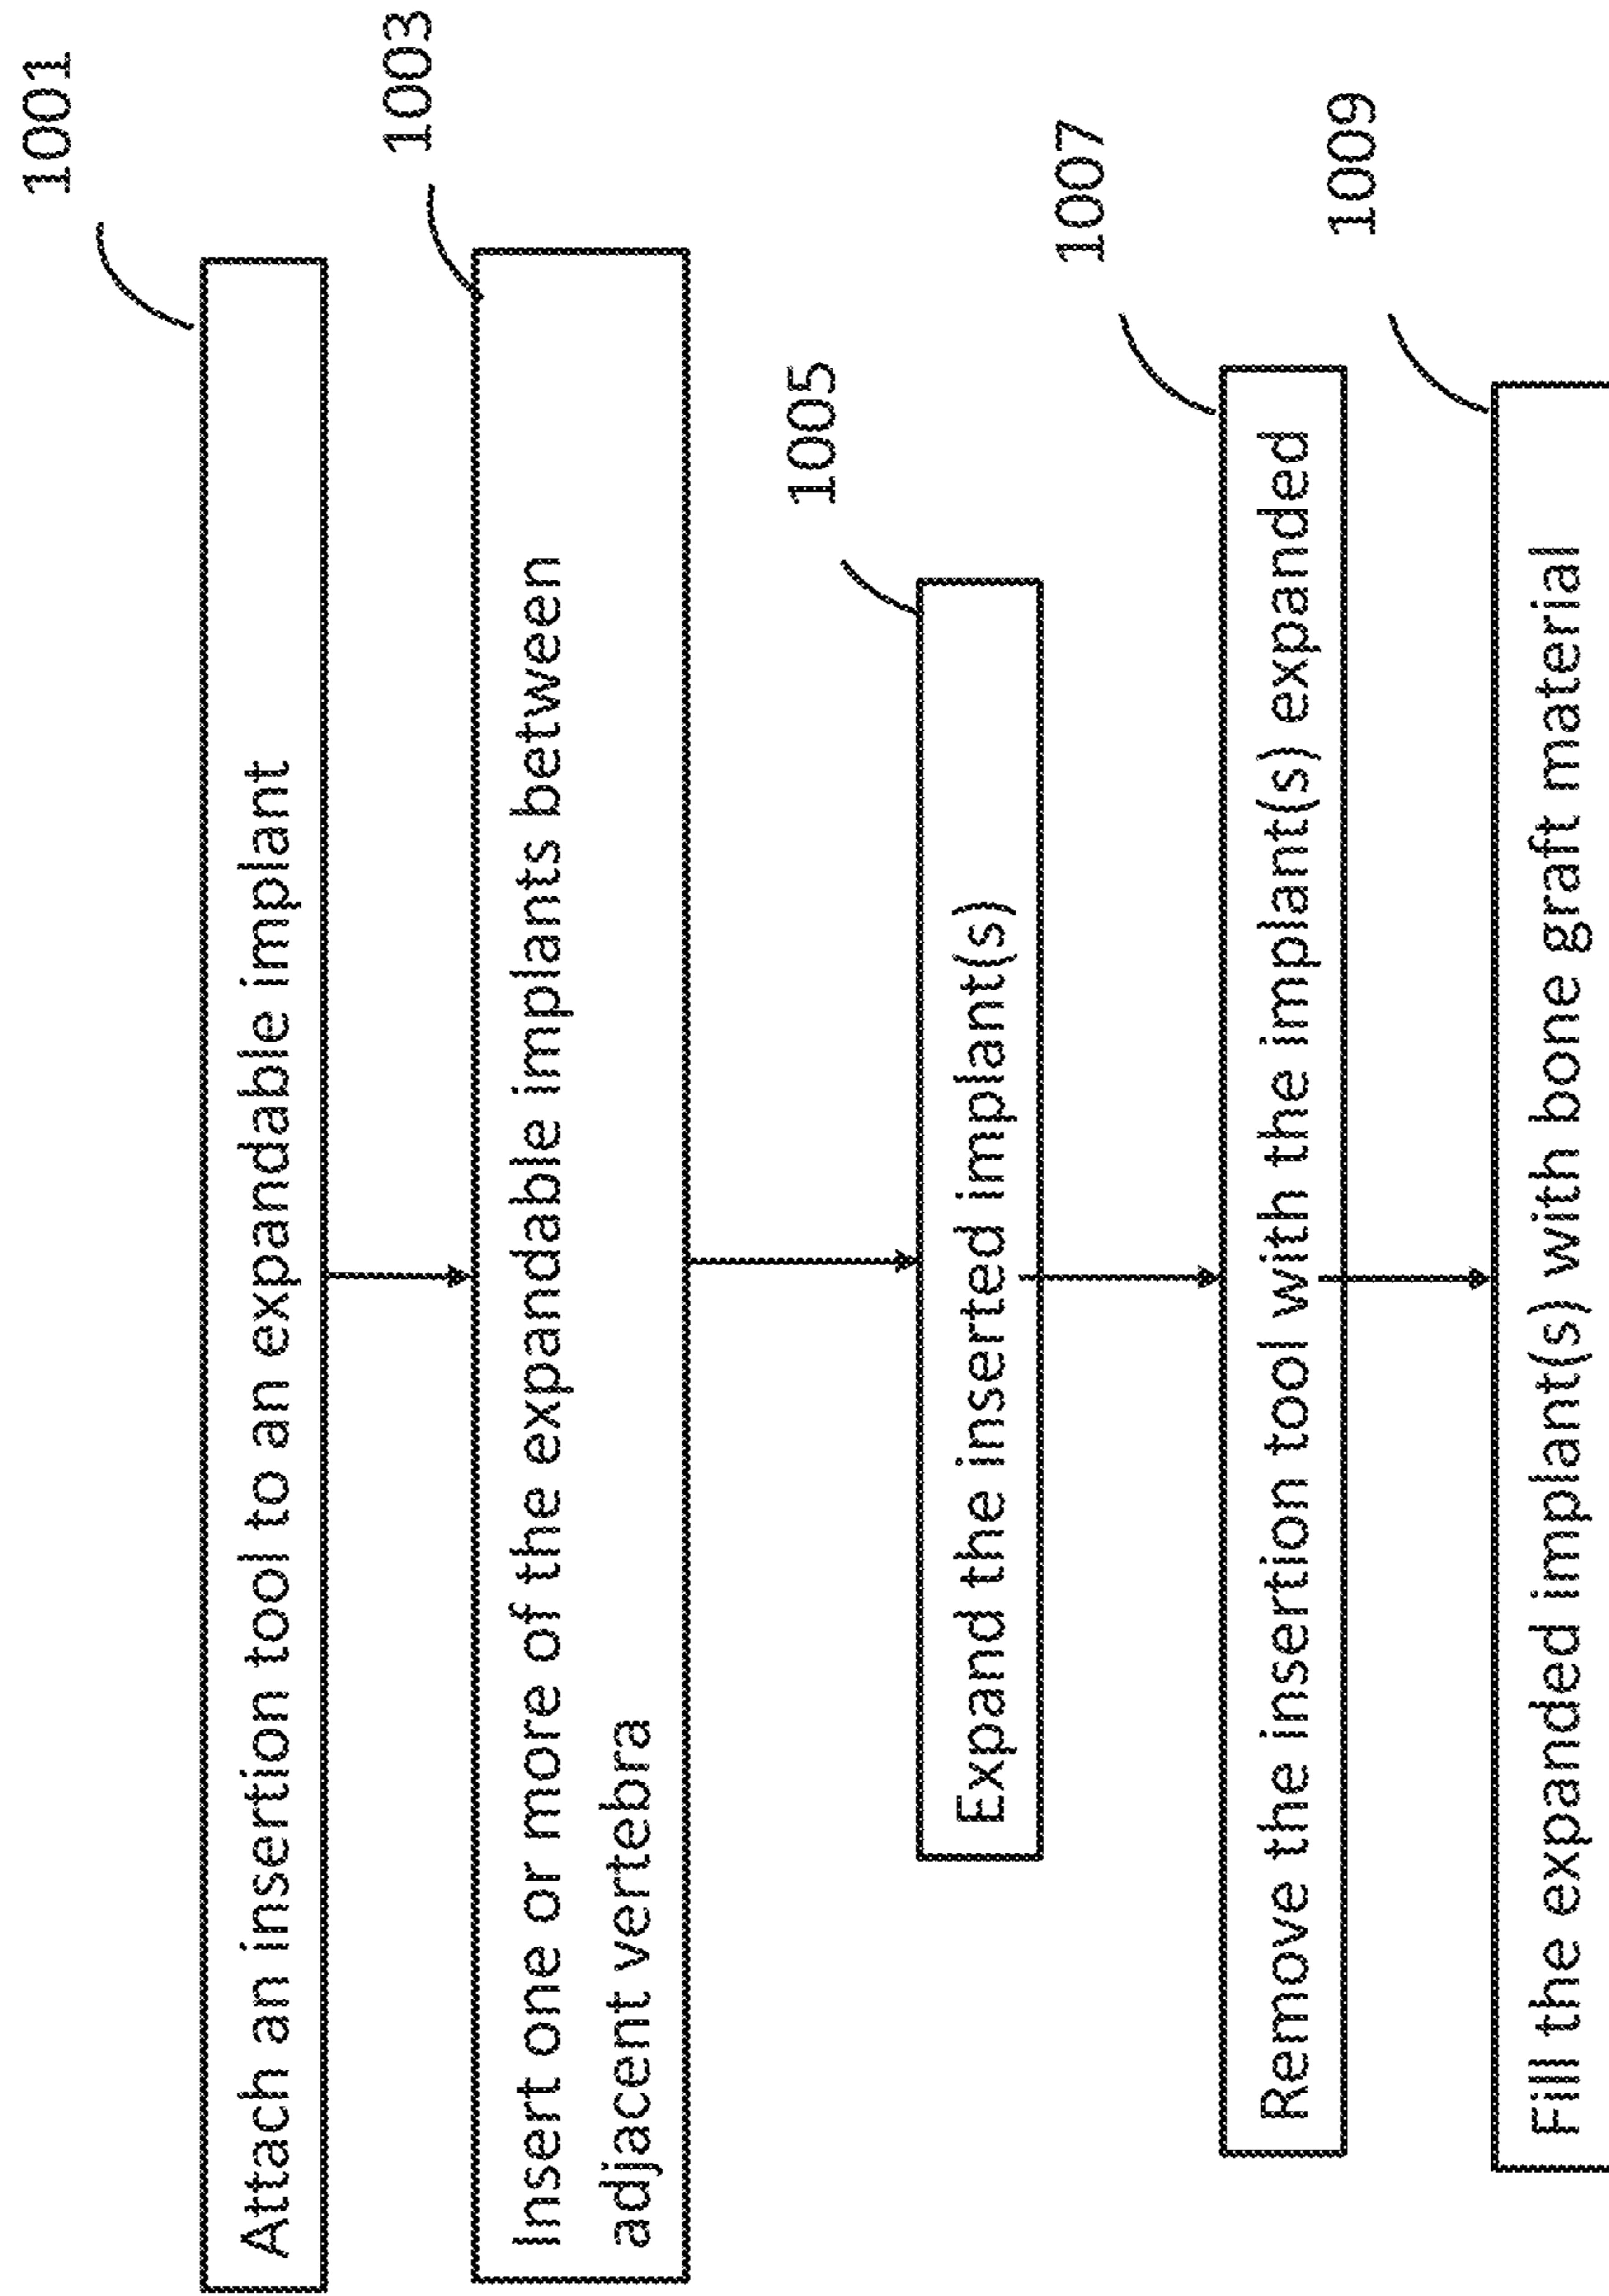 1001
Attach an insertion tool to an expandable implant
1003
Insert one or more of the expandable implants between
adjacent vertebra
1005
Expand the inserted implant(s)
1007
Remove the insertion tool with the implant(s) expanded
1009
Fill the expanded implant(s) with bone graft material